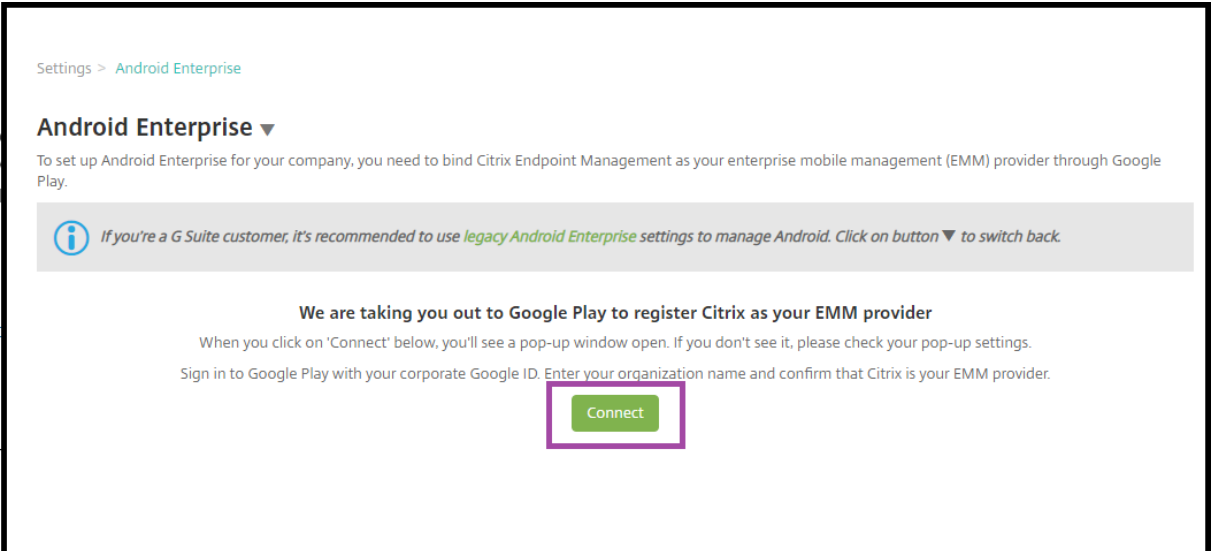 Settings > Android Enterprise
Android Enterprise ▼
To set up Android Enterprise for your company, you need to bind Citrix Endpoint Management as your enterprise mobile management (EMM) provider through Google
Play.
If you're a G Suite customer, it's recommended to use legacy Android Enterprise settings to manage Android. Click on button ▼ to switch back.
We are taking you out to Google Play to register Citrix as your EMM provider
When you click on 'Connect' below, you'll see a pop-up window open. If you don't see it, please check your pop-up settings.
Sign in to Google Play with your corporate Google ID. Enter your organization name and confirm that Citrix is your EMM provider.
Connect